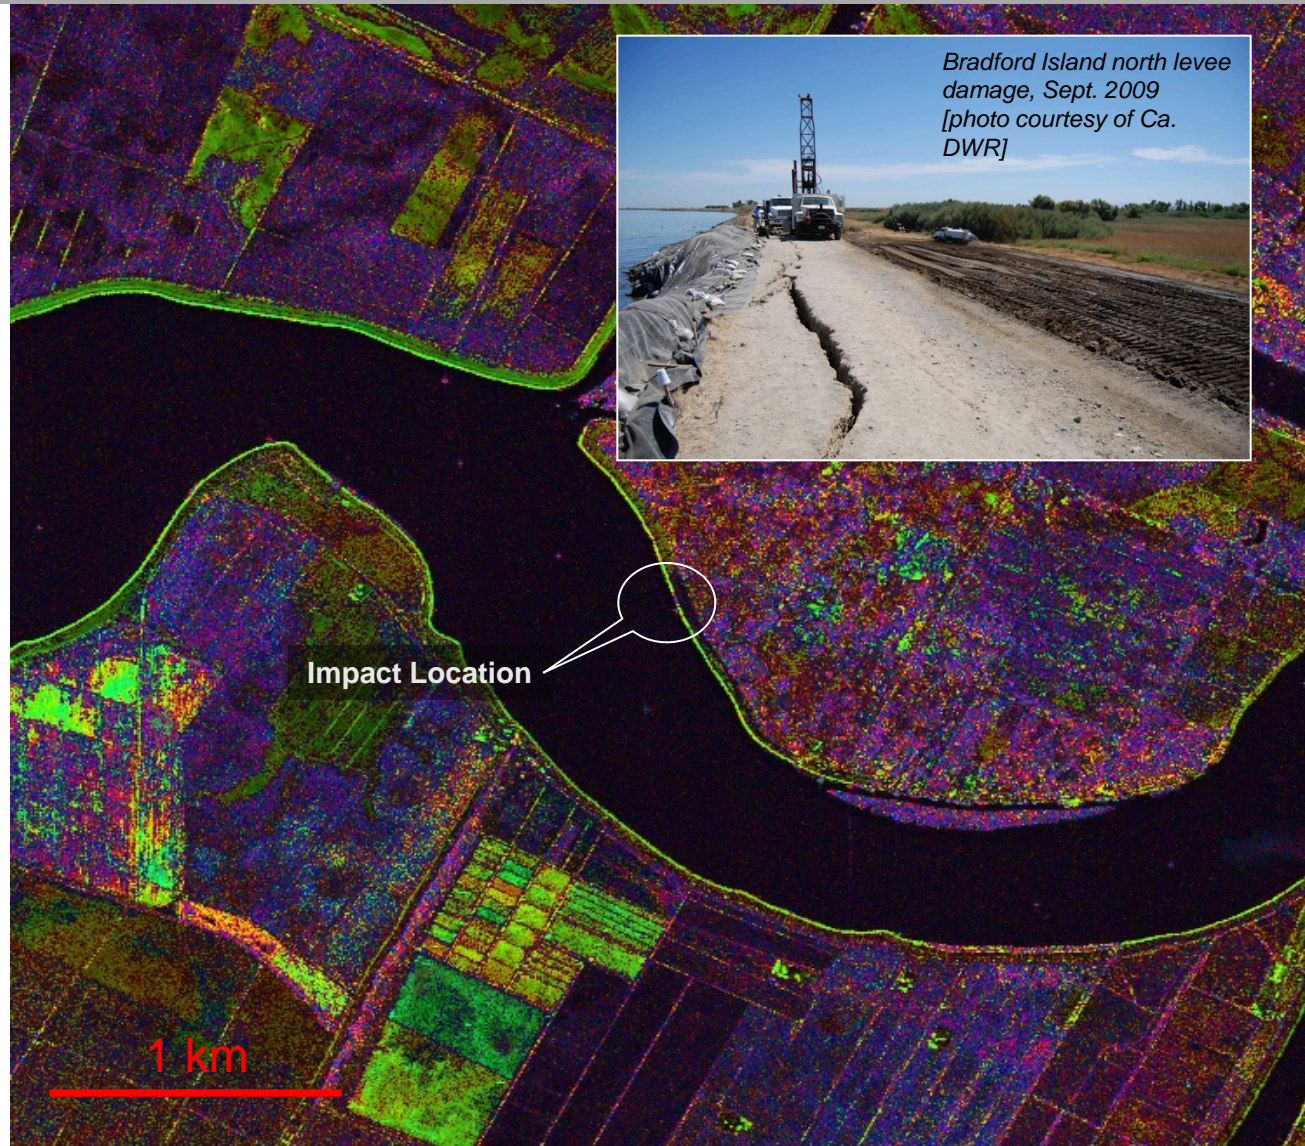 Bradford Island north levee
damage, Sept. 2009
[photo courtesy of Ca.
DWR]
Impact Location
1 km